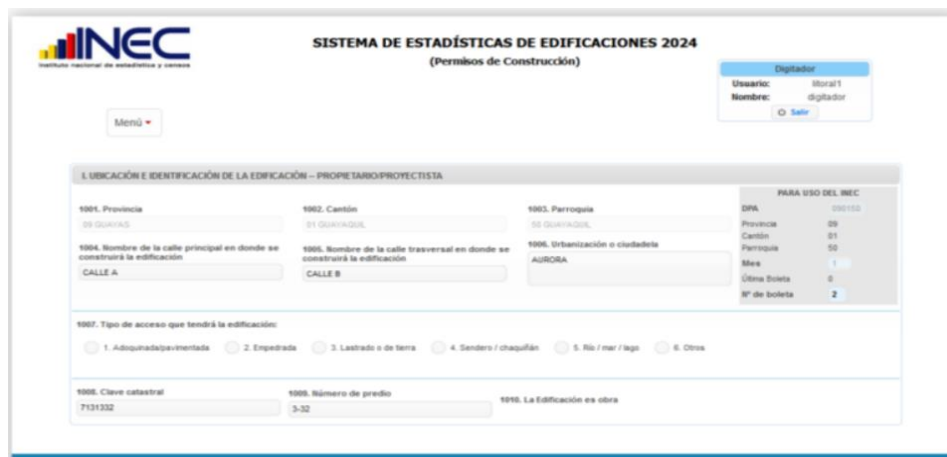 INEC
instituto nacional de estadística y censos
SISTEMA DE ESTADÍSTICAS DE EDIFICACIONES 2024
(Permisos de Construcción)
Digitador
Usuario: litoral1
Nombre: digitador
Salir
Menú
I. UBICACIÓN E IDENTIFICACIÓN DE LA EDIFICACIÓN – PROPIETARIO/PROYECTISTA
PARA USO DEL INEC
1001. Provincia
09 GUAYAS
1002. Cantón
01 GUAYAQUIL
1003. Parroquia
50 GUAYAQUIL
DPA
Provincia 09
Cantón 01
Parroquia 50
Mes 1
Útima Boleta 0
Nº de boleta 2
1004. Nombre de la calle principal en donde se construirá la edificación
CALLE A
1005. Nombre de la calle trasversal en donde se construirá la edificación
CALLE B
1006. Urbanización o ciudadela
AURORA
1007. Tipo de acceso que tendrá la edificación:
1. Adoquinada/pavimentada 2. Empedrada 3. Lastrado o de tierra 4. Sendero / chaquiñán 5. Río / mar / lago 6. Otros
1008. Clave catastral
7131332
1009. Número de predio
3-32
1010. La Edificación es obra